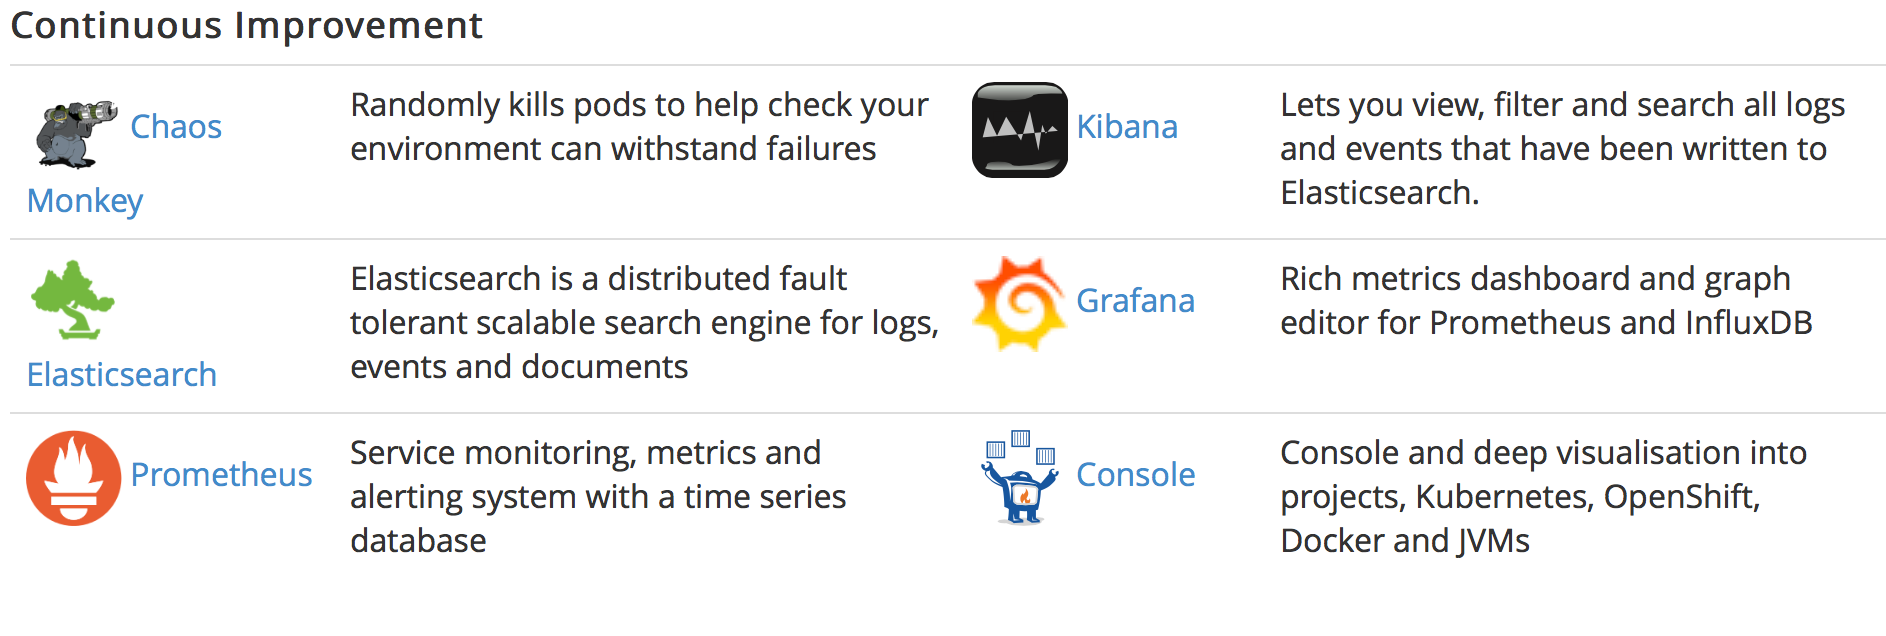 Continuous Improvement
Chaos
Monkey
Randomly kills pods to help check your
environment can withstand failures
Kibana
Lets you view, filter and search all logs
and events that have been written to
Elasticsearch.
Elasticsearch
Elasticsearch is a distributed fault
tolerant scalable search engine for logs,
events and documents
Grafana
Rich metrics dashboard and graph
editor for Prometheus and InfluxDB
Prometheus
Service monitoring, metrics and
alerting system with a time series
database
Console
Console and deep visualisation into
projects, Kubernetes, OpenShift,
Docker and JVMs